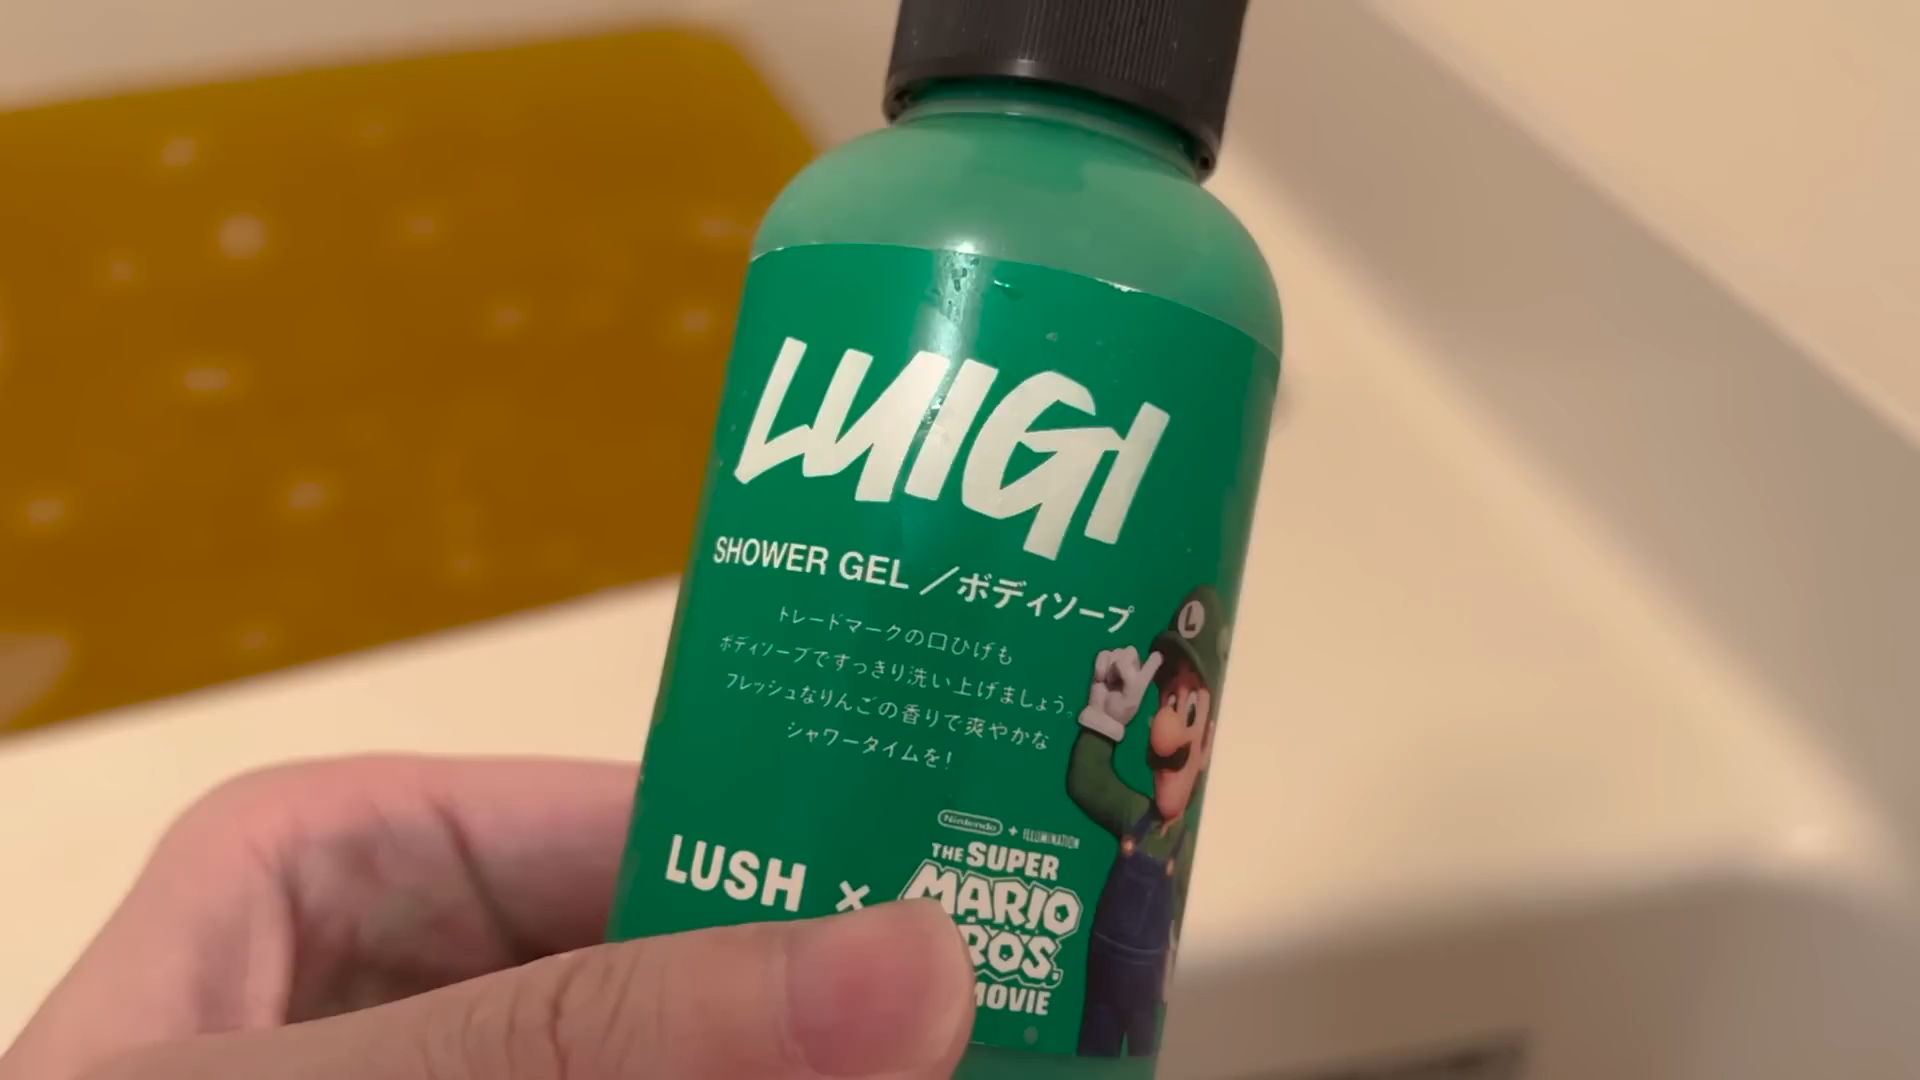 LUIGI
SHOWER GEL／ボディソープ
トレードマークの口ひげも
ボディソープですっきり洗い上げましょう。
フレッシュなりんごの香りで爽やかな
シャワータイムを！
L
Nintendo + ILLUMINATION
LUSH × THE SUPER
MARIO
ROS.
MOVIE